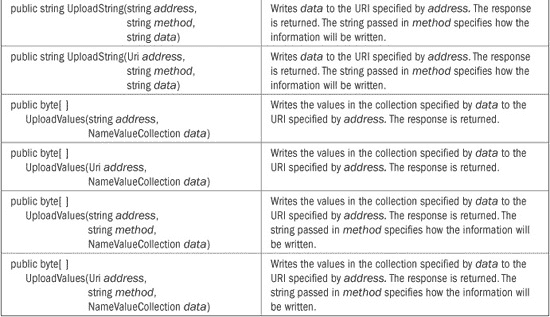 public string UploadString(string address,
string method,
string data)
Writes data to the URI specified by address. The response
is returned. The string passed in method specifies how the
information will be written.
public string UploadString(Uri address,
string method,
string data)
Writes data to the URI specified by address. The response
is returned. The string passed in method specifies how the
information will be written.
public byte[ ]
UploadValues(string address,
NameValueCollection data)
Writes the values in the collection specified by data to the
URI specified by address. The response is returned.
public byte[ ]
UploadValues(Uri address,
NameValueCollection data)
Writes the values in the collection specified by data to the
URI specified by address. The response is returned.
public byte[ ]
UploadValues(string address,
string method,
NameValueCollection data)
Writes the values in the collection specified by data to the
URI specified by address. The response is returned. The
string passed in method specifies how the information will
be written.
public byte[ ]
UploadValues(Uri address,
string method,
NameValueCollection data)
Writes the values in the collection specified by data to the
URI specified by address. The response is returned. The
string passed in method specifies how the information will
be written.